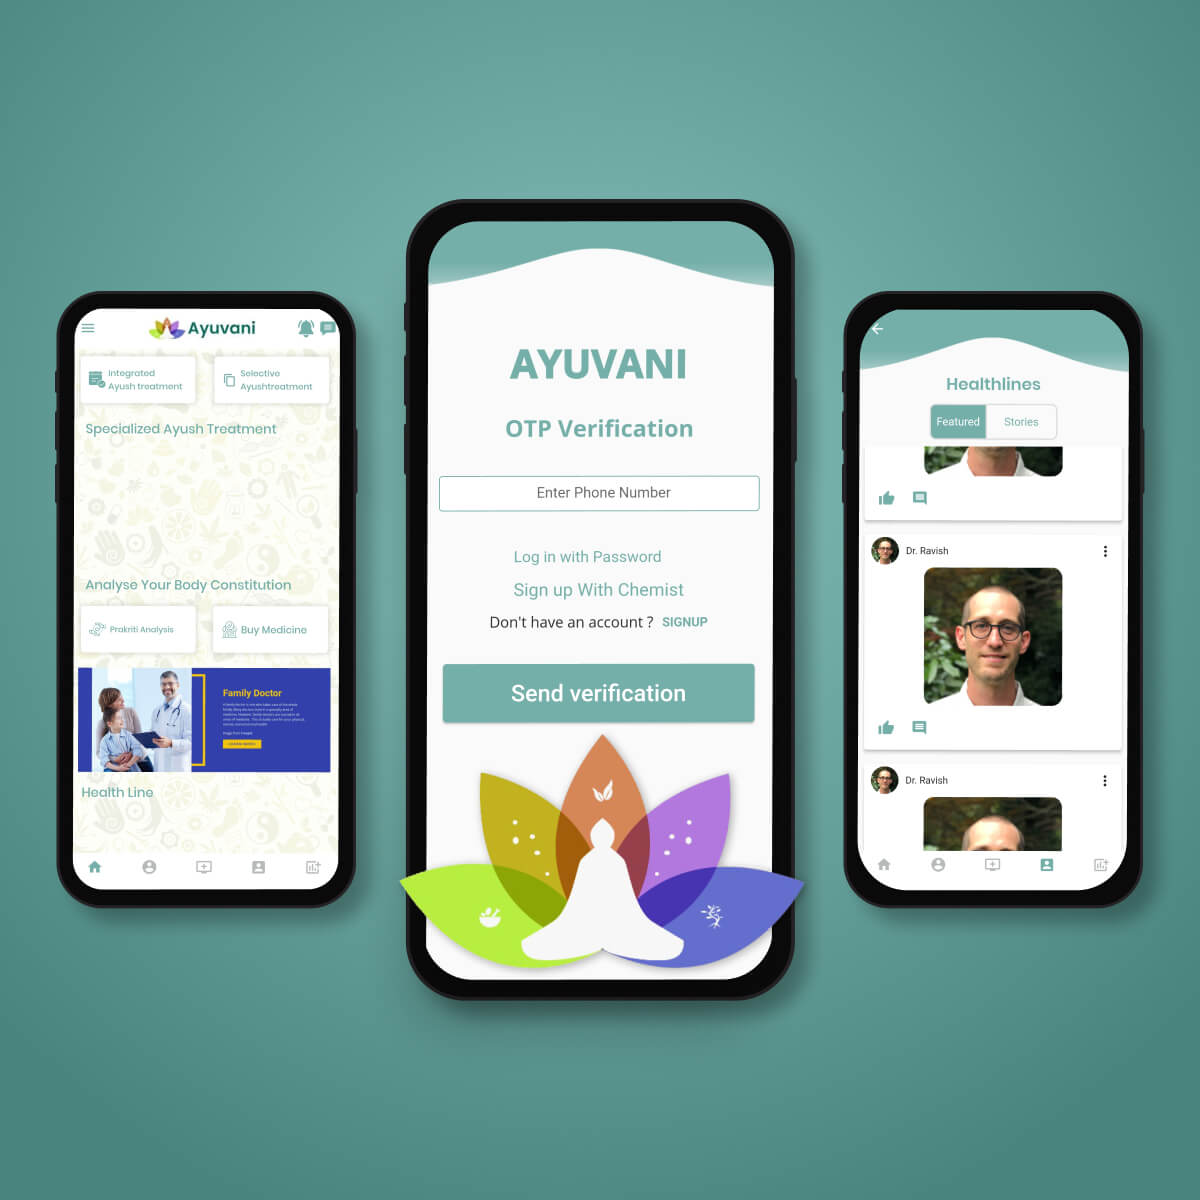 Ayuvani
Integrated
Ayush treatment
Selective
Ayushtreatment
Specialized Ayush Treatment
Analyse Your Body Constitution
Prakriti Analysis
Buy Medicine
Family Doctor
Health Line
AYUVANI
OTP Verification
Enter Phone Number
Log in with Password
Sign up With Chemist
Don't have an account ? SIGNUP
Send verification
Healthlines
Featured
Stories
Dr. Ravish
Dr. Ravish